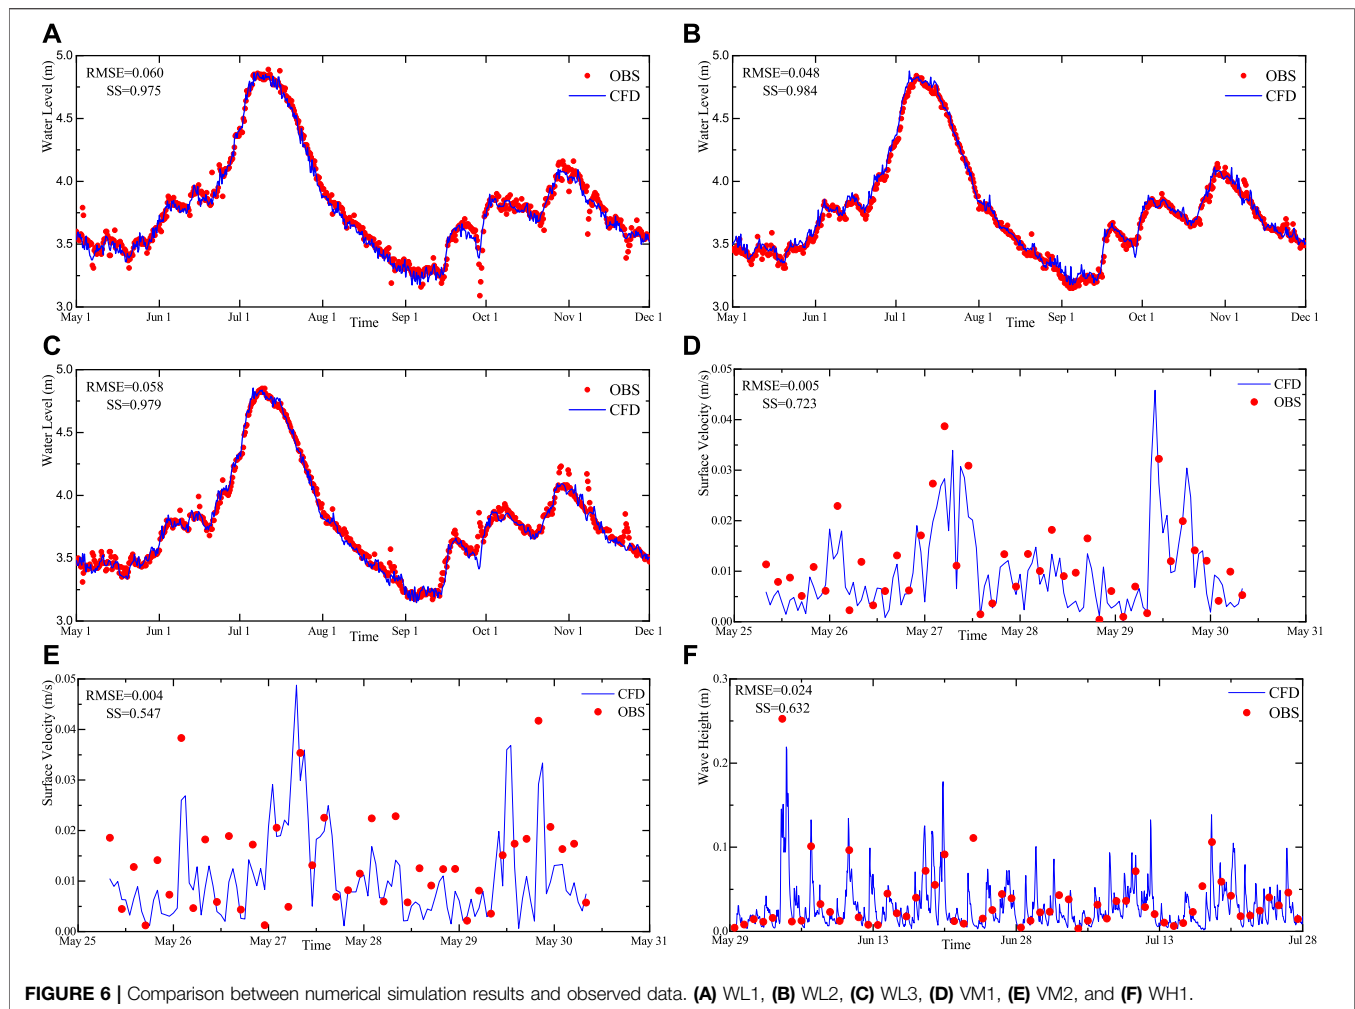 A
Water Level (m)
5.0
4.5
4.0
3.5
3.0
RMSE=0.060
SS=0.975
OBS
CFD
May 1 Jun 1 Jul 1 Aug 1 Sep 1 Oct 1 Nov 1 Dec 1
Time
B
Water Level (m)
5.0
4.5
4.0
3.5
3.0
RMSE=0.048
SS=0.984
OBS
CFD
May 1 Jun 1 Jul 1 Aug 1 Sep 1 Oct 1 Nov 1 Dec 1
Time
C
Water Level (m)
5.0
4.5
4.0
3.5
3.0
RMSE=0.058
SS=0.979
OBS
CFD
May 1 Jun 1 Jul 1 Aug 1 Sep 1 Oct 1 Nov 1 Dec 1
Time
D
Surface Velocity (m/s)
0.05
0.04
0.03
0.02
0.01
0.00
RMSE=0.005
SS=0.723
CFD
OBS
May 25 May 26 May 27 May 28 May 29 May 30 May 31
Time
E
Surface Velocity (m/s)
0.05
0.04
0.03
0.02
0.01
0.00
RMSE=0.004
SS=0.547
CFD
OBS
May 25 May 26 May 27 May 28 May 29 May 30 May 31
Time
F
Wave Height (m)
0.3
0.2
0.1
0.0
RMSE=0.024
SS=0.632
CFD
OBS
May 29 Jun 13 Jun 28 Jul 13 Jul 28
Time
FIGURE 6 | Comparison between numerical simulation results and observed data. (A) WL1, (B) WL2, (C) WL3, (D) VM1, (E) VM2, and (F) WH1.